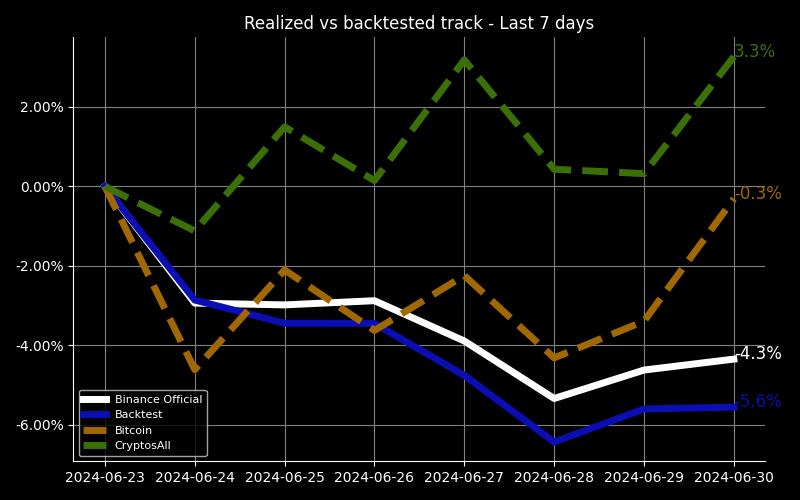 Realized vs backtested track - Last 7 days
3.3%
2.00%
0.00%
-0.3%
-2.00%
-4.00%
-4.3%
-5.6%
-6.00%
Binance Official
Backtest
Bitcoin
CryptosAll
2024-06-23 2024-06-24 2024-06-25 2024-06-26 2024-06-27 2024-06-28 2024-06-29 2024-06-30